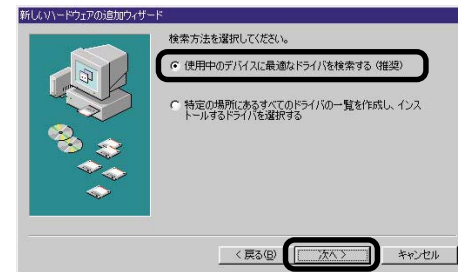 新しいハードウェアの追加ウィザード
検索方法を選択してください。
使用中のデバイスに最適なドライバを検索する (推奨)
特定の場所にあるすべてのドライバの一覧を作成し、インス
トールするドライバを選択する
< 戻る(B)
次へ >
キャンセル